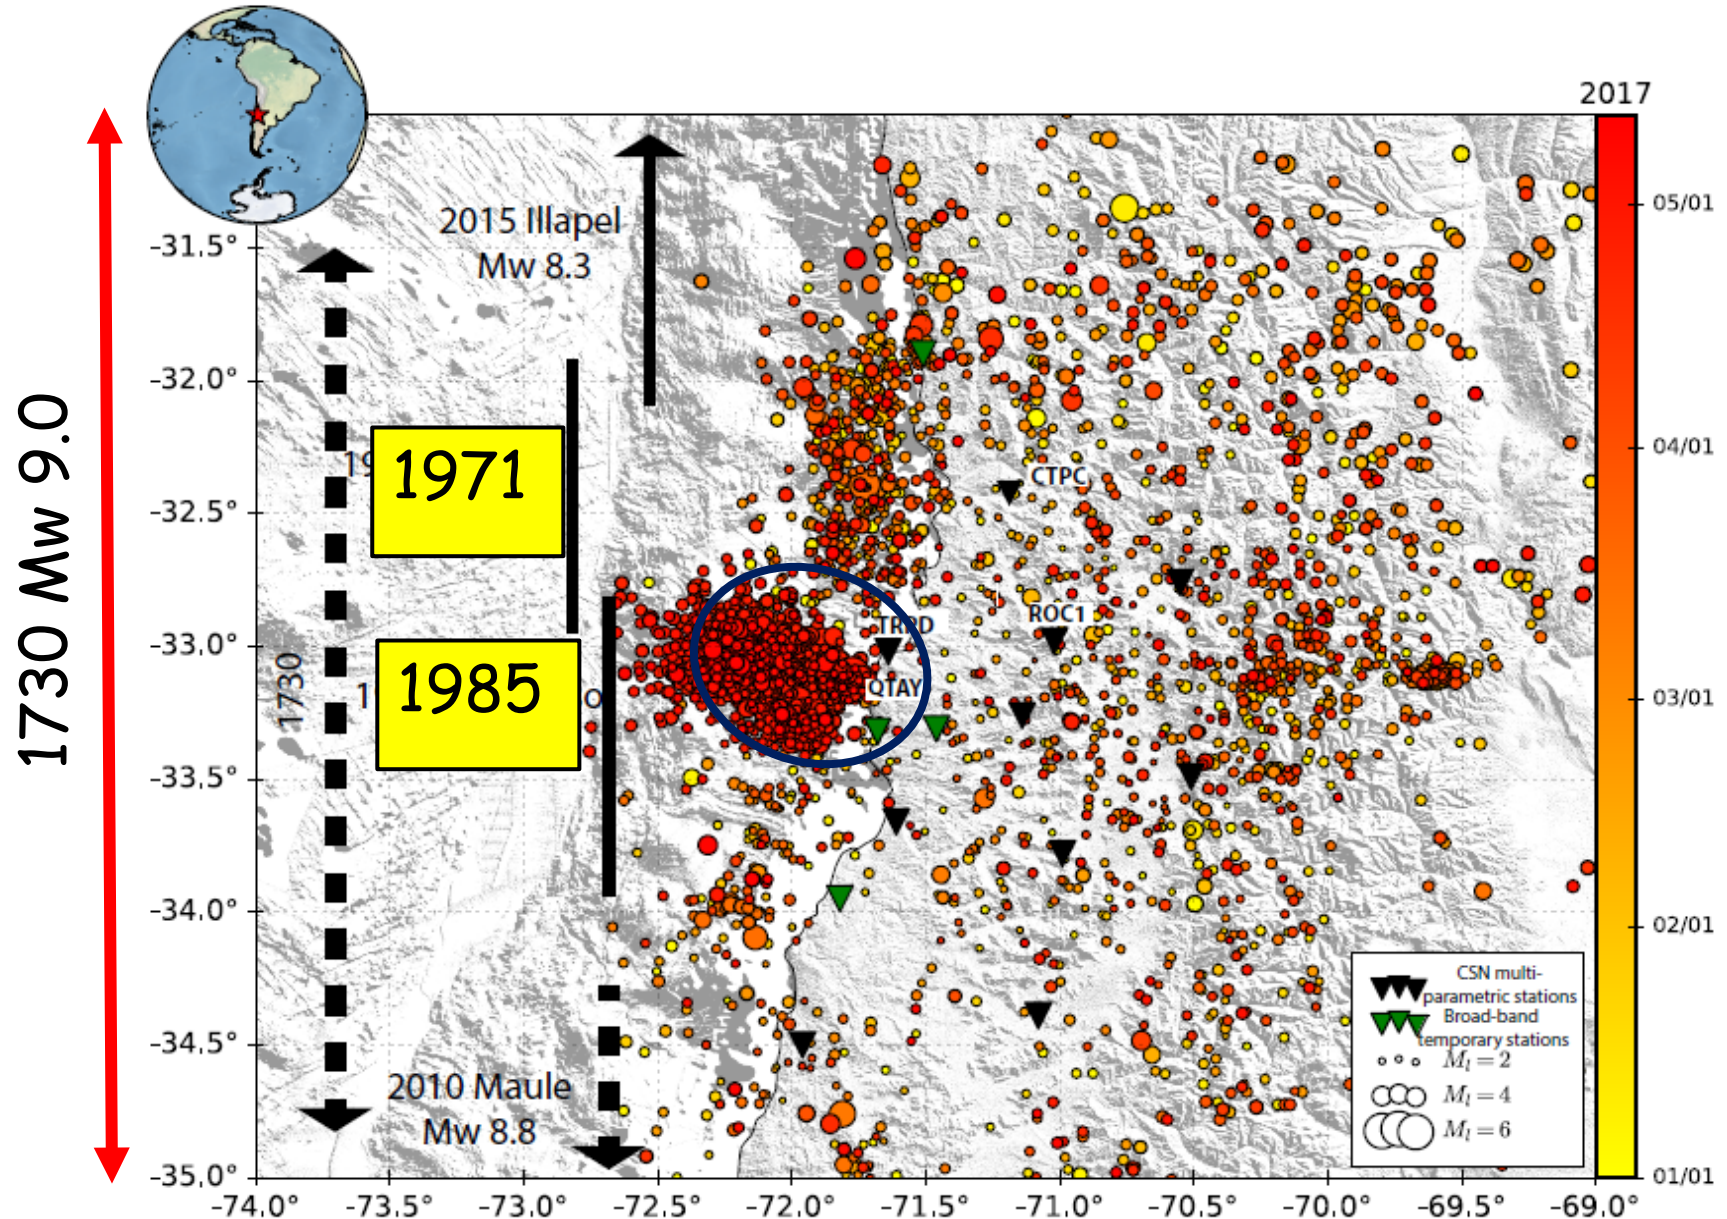 2017
05/01
04/01
03/01
02/01
01/01
1730 Mw 9.0
-31.5°
-32.0°
-32.5°
-33.0°
-33.5°
-34.0°
-34.5°
-35.0°
-74.0°
-73.5°
-73.0°
-72.5°
-72.0°
-71.5°
-71.0°
-70.5°
-70.0°
-69.5°
-69.0°
2015 Illapel
Mw 8.3
1971
1985
1730
2010 Maule
Mw 8.8
CTPC
ROC1
QTAY
CSN multi-
parametric stations
Broad-band
temporary stations
Ml = 2
Ml = 4
Ml = 6